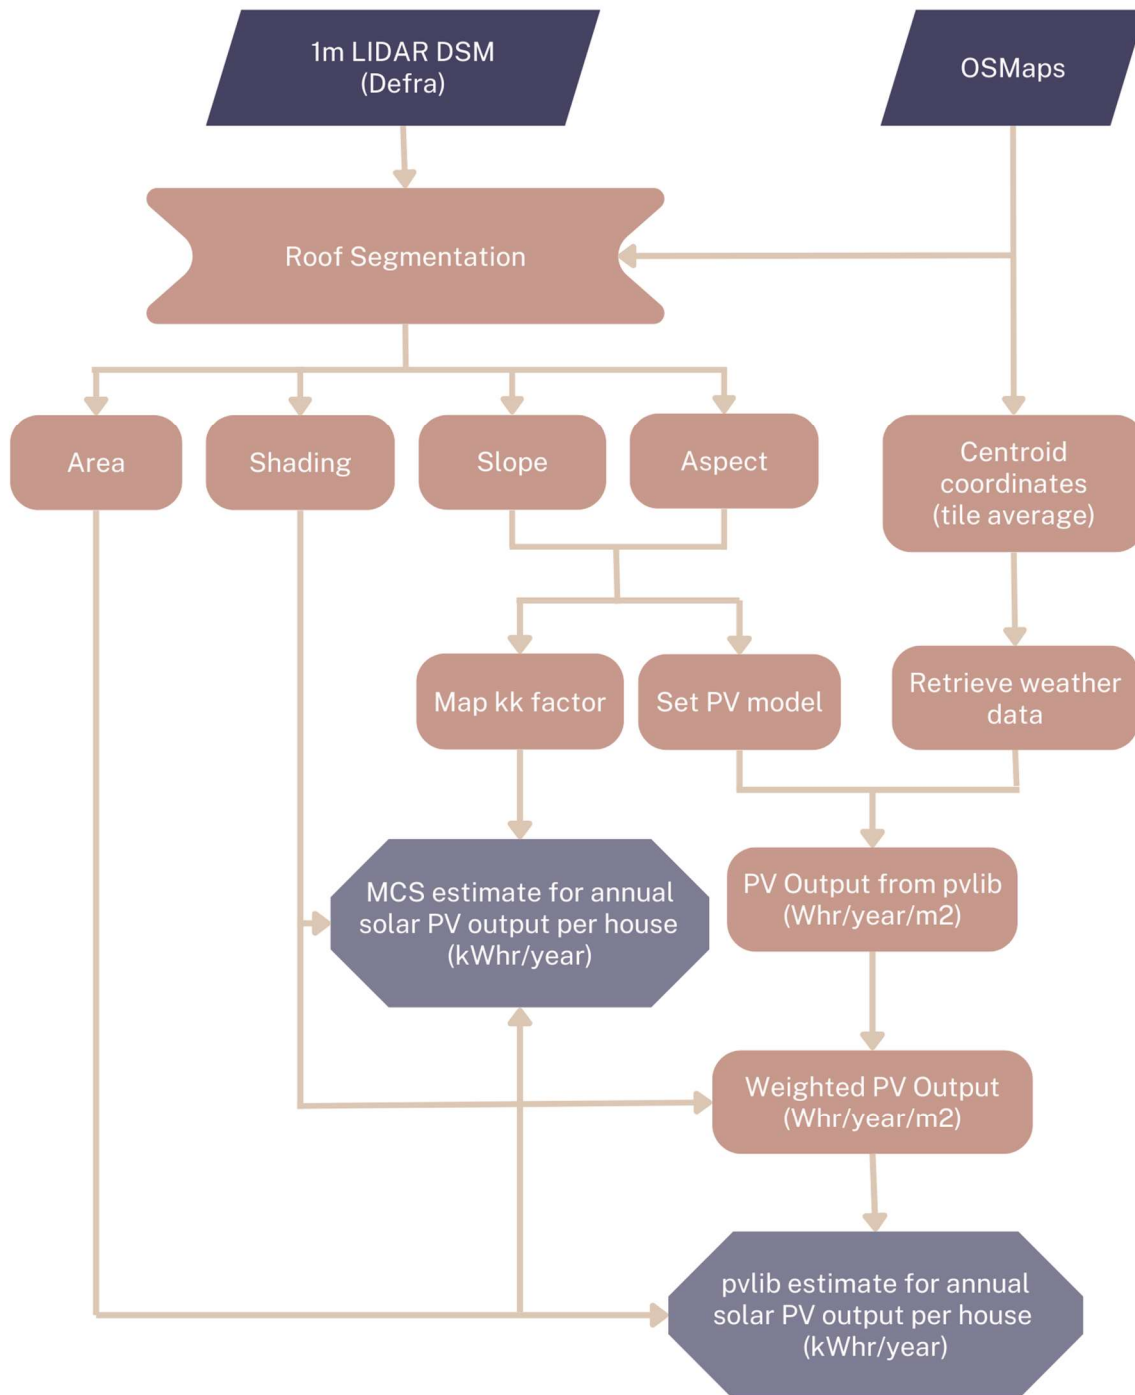 1m LIDAR DSM
(Defra)
OSMaps
Roof Segmentation
Area
Shading
Slope
Aspect
Centroid
coordinates
(tile average)
Map kk factor
Set PV model
Retrieve weather
data
MCS estimate for annual
solar PV output per house
(kWhr/year)
PV Output from pvlib
(Whr/year/m2)
Weighted PV Output
(Whr/year/m2)
pvlib estimate for annual
solar PV output per house
(kWhr/year)